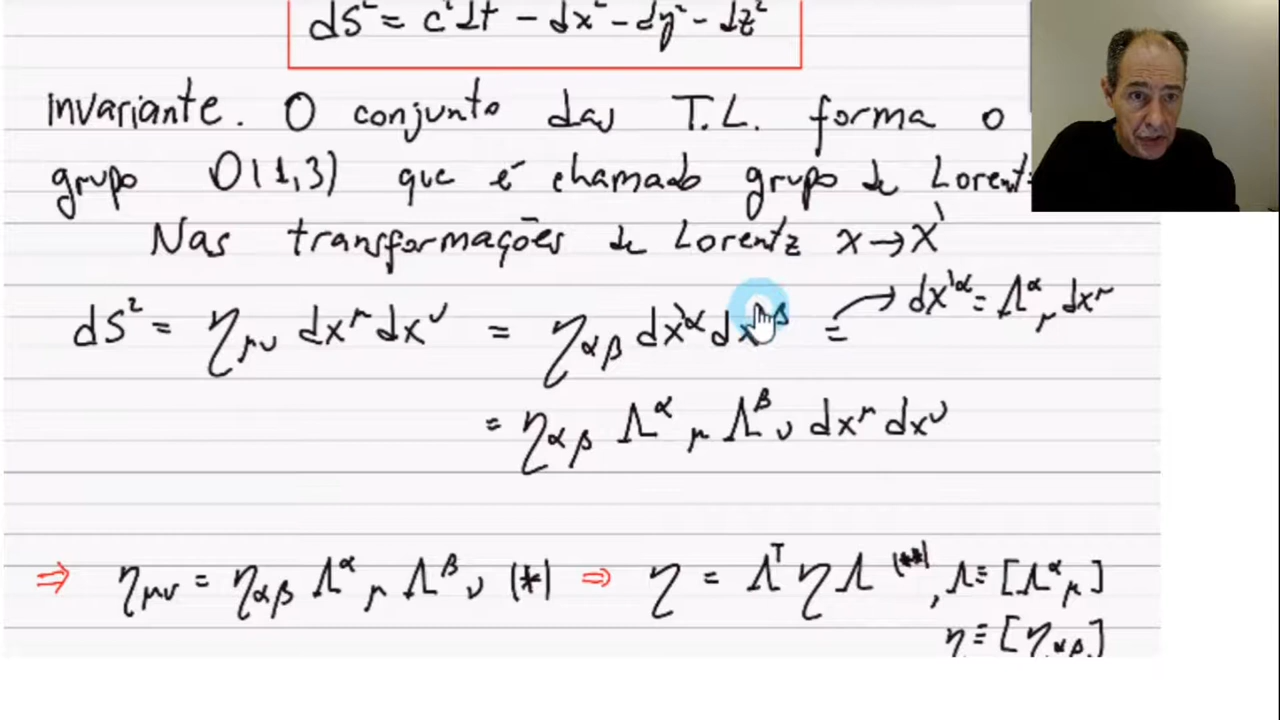 dS² = c²dt - dx² - dy² - dz²
invariante. O conjunto das T.L. forma o
grupo O(1,3) que é chamado grupo de Lorent
Nas transformações de Lorentz x → x'
dS² = η_μν dx^μ dx^ν = η_αβ dx'^α dx'^β = → dx'^α = Λ^α_μ dx^μ
= η_αβ Λ^α_μ Λ^β_ν dx^μ dx^ν
⇒ η_μν = η_αβ Λ^α_μ Λ^β_ν (*) ⇒ η = Λ^T η Λ (**), Λ ≡ [Λ^α_μ]
η ≡ [η_αβ]